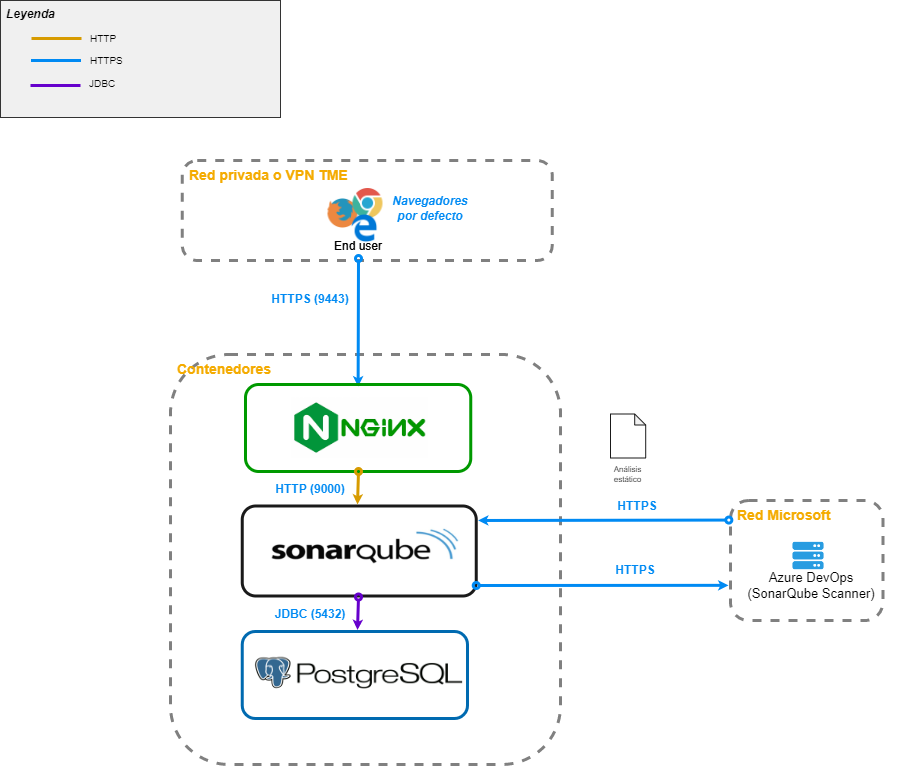 Leyenda
HTTP
HTTPS
JDBC
Red privada o VPN TME
Navegadores
por defecto
End user
HTTPS (9443)
Contenedores
NGINX
HTTP (9000)
sonarqube
JDBC (5432)
PostgreSQL
Análisis
estático
HTTPS
HTTPS
Red Microsoft
Azure DevOps
(SonarQube Scanner)